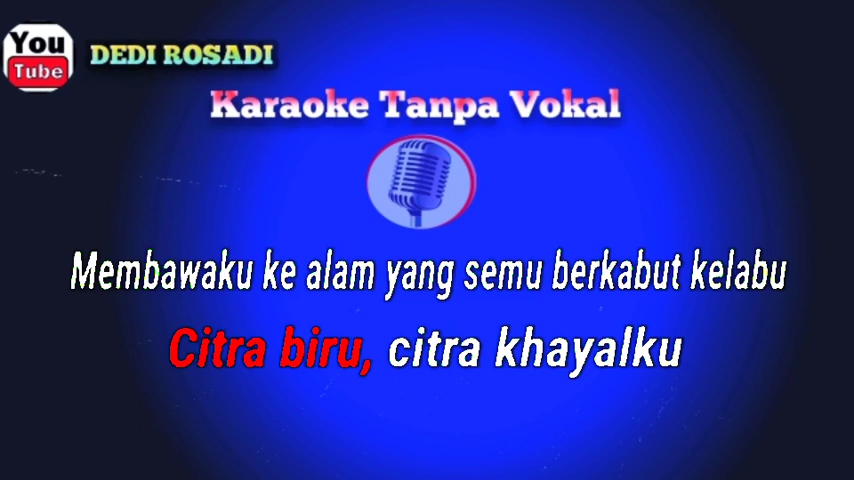 You
Tube
DEDI ROSADI
Karaoke Tanpa Vokal
Membawaku ke alam yang semu berkabut kelabu
Citra biru, citra khayalku